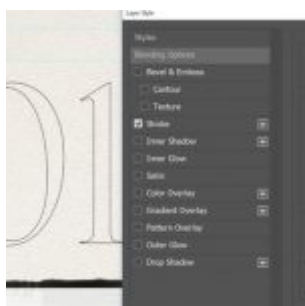 Layer Style
Styles
Blending Options
Bevel & Emboss
Contour
Texture
Stroke
Inner Shadow
Inner Glow
Satin
Color Overlay
Gradient Overlay
Pattern Overlay
Outer Glow
Drop Shadow